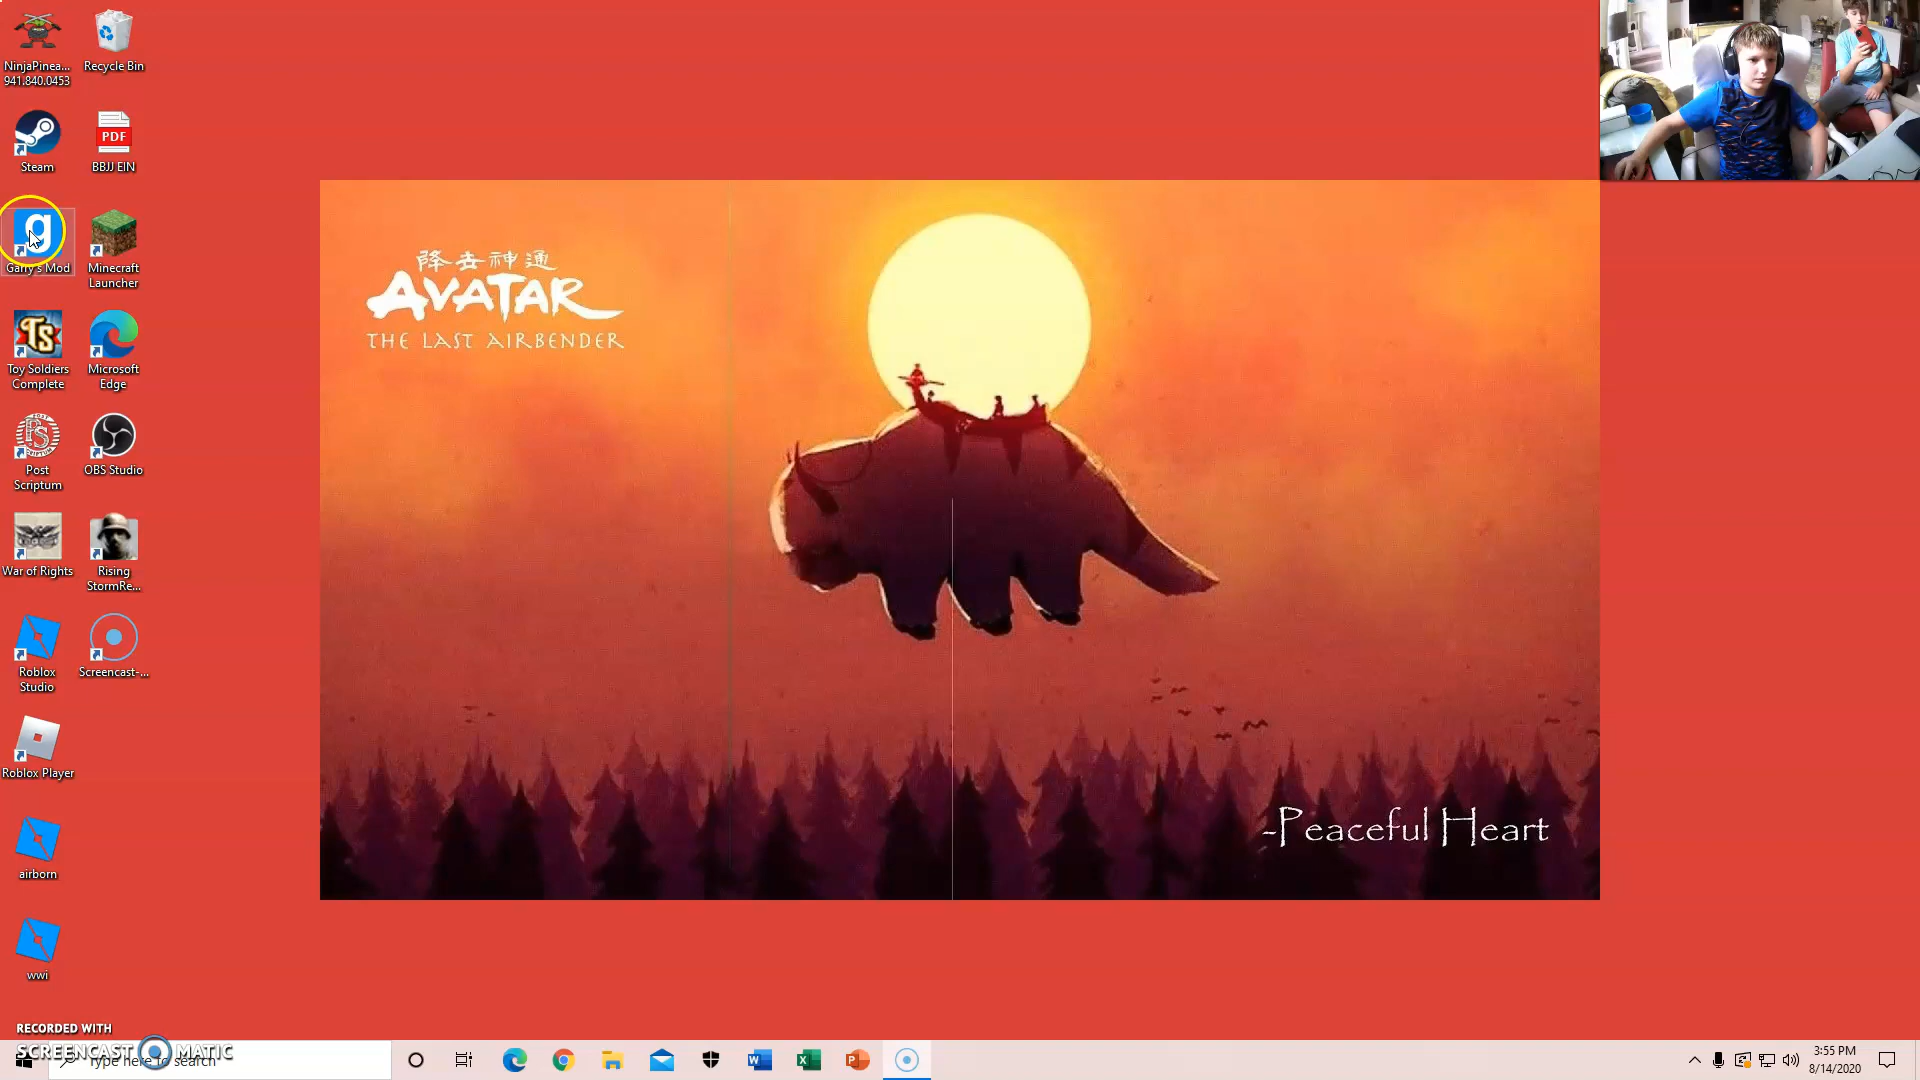 NinjaPinea...
941.840.0453
Recycle Bin
Steam
PDF
BBJJ EIN
g
Garry's Mod
Minecraft
Launcher
TS
Toy Soldiers
Complete
Microsoft
Edge
PS
Post
Scriptum
OBS Studio
War of Rights
Rising
StormRe...
Roblox
Studio
Screencast-...
Roblox Player
airborn
wwi
降去神通
AVATAR
THE LAST AIRBENDER
-Peaceful Heart
RECORDED WITH
SCREENCAST MATIC
Type here to search
W
X
P
3:55 PM
8/14/2020